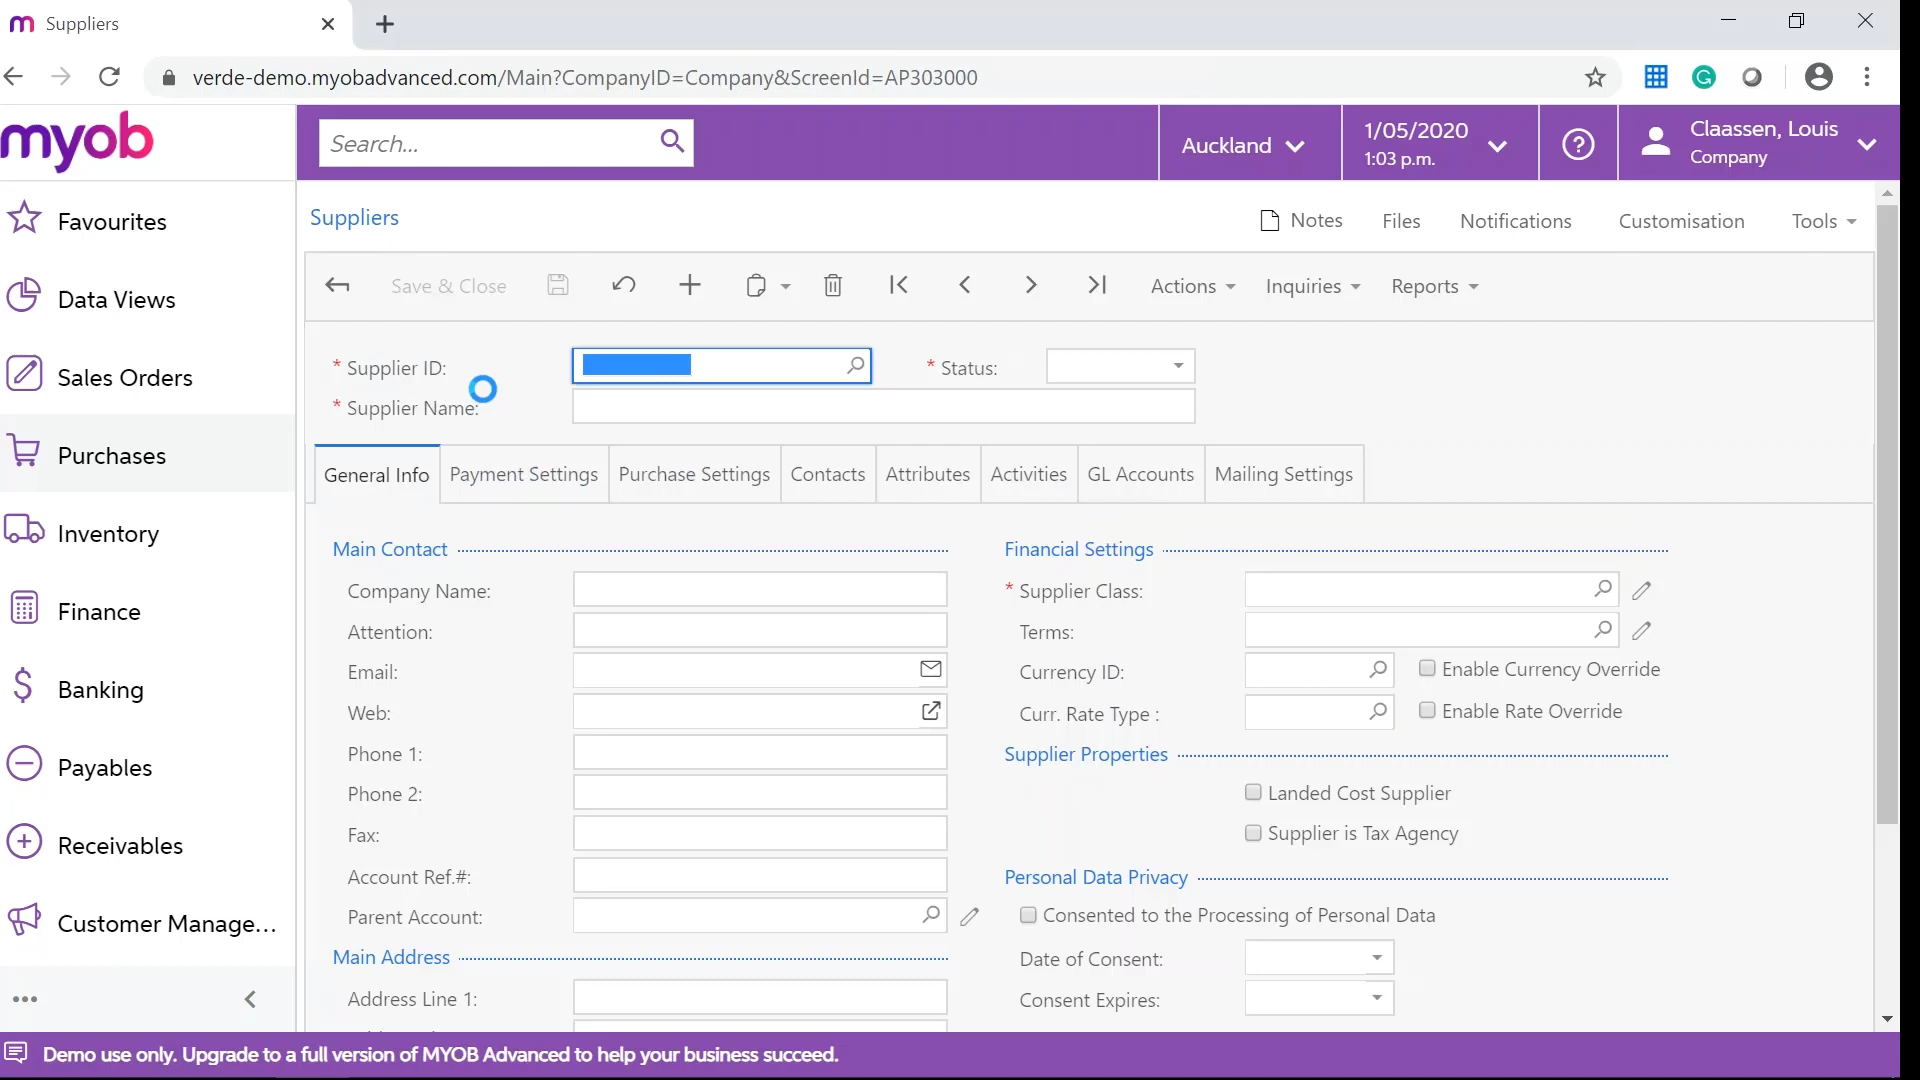 Suppliers
verde-demo.myobadvanced.com/Main?CompanyID=Company&ScreenId=AP303000
myob
Search...
Auckland
1/05/2020
1:03 p.m.
Claassen, Louis
Company
Favourites
Data Views
Sales Orders
Purchases
Inventory
Finance
Banking
Payables
Receivables
Customer Manage...
Suppliers
Notes Files Notifications Customisation Tools
Save & Close Actions Inquiries Reports
* Supplier ID: * Status:
* Supplier Name:
General Info Payment Settings Purchase Settings Contacts Attributes Activities GL Accounts Mailing Settings
Main Contact
Company Name:
Attention:
Email:
Web:
Phone 1:
Phone 2:
Fax:
Account Ref.#:
Parent Account:
Main Address
Address Line 1:
Financial Settings
* Supplier Class:
Terms:
Currency ID: Enable Currency Override
Curr. Rate Type : Enable Rate Override
Supplier Properties
Landed Cost Supplier
Supplier is Tax Agency
Personal Data Privacy
Consented to the Processing of Personal Data
Date of Consent:
Consent Expires:
Demo use only. Upgrade to a full version of MYOB Advanced to help your business succeed.